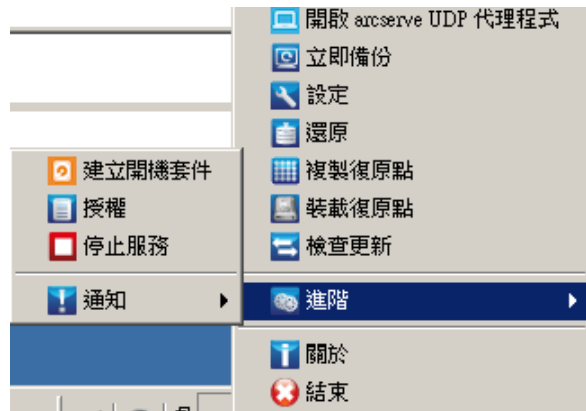 開啟 arcserve UDP 代理程式
立即備份
設定
還原
複製復原點
裝載復原點
檢查更新
進階
建立開機套件
授權
停止服務
通知
關於
結束